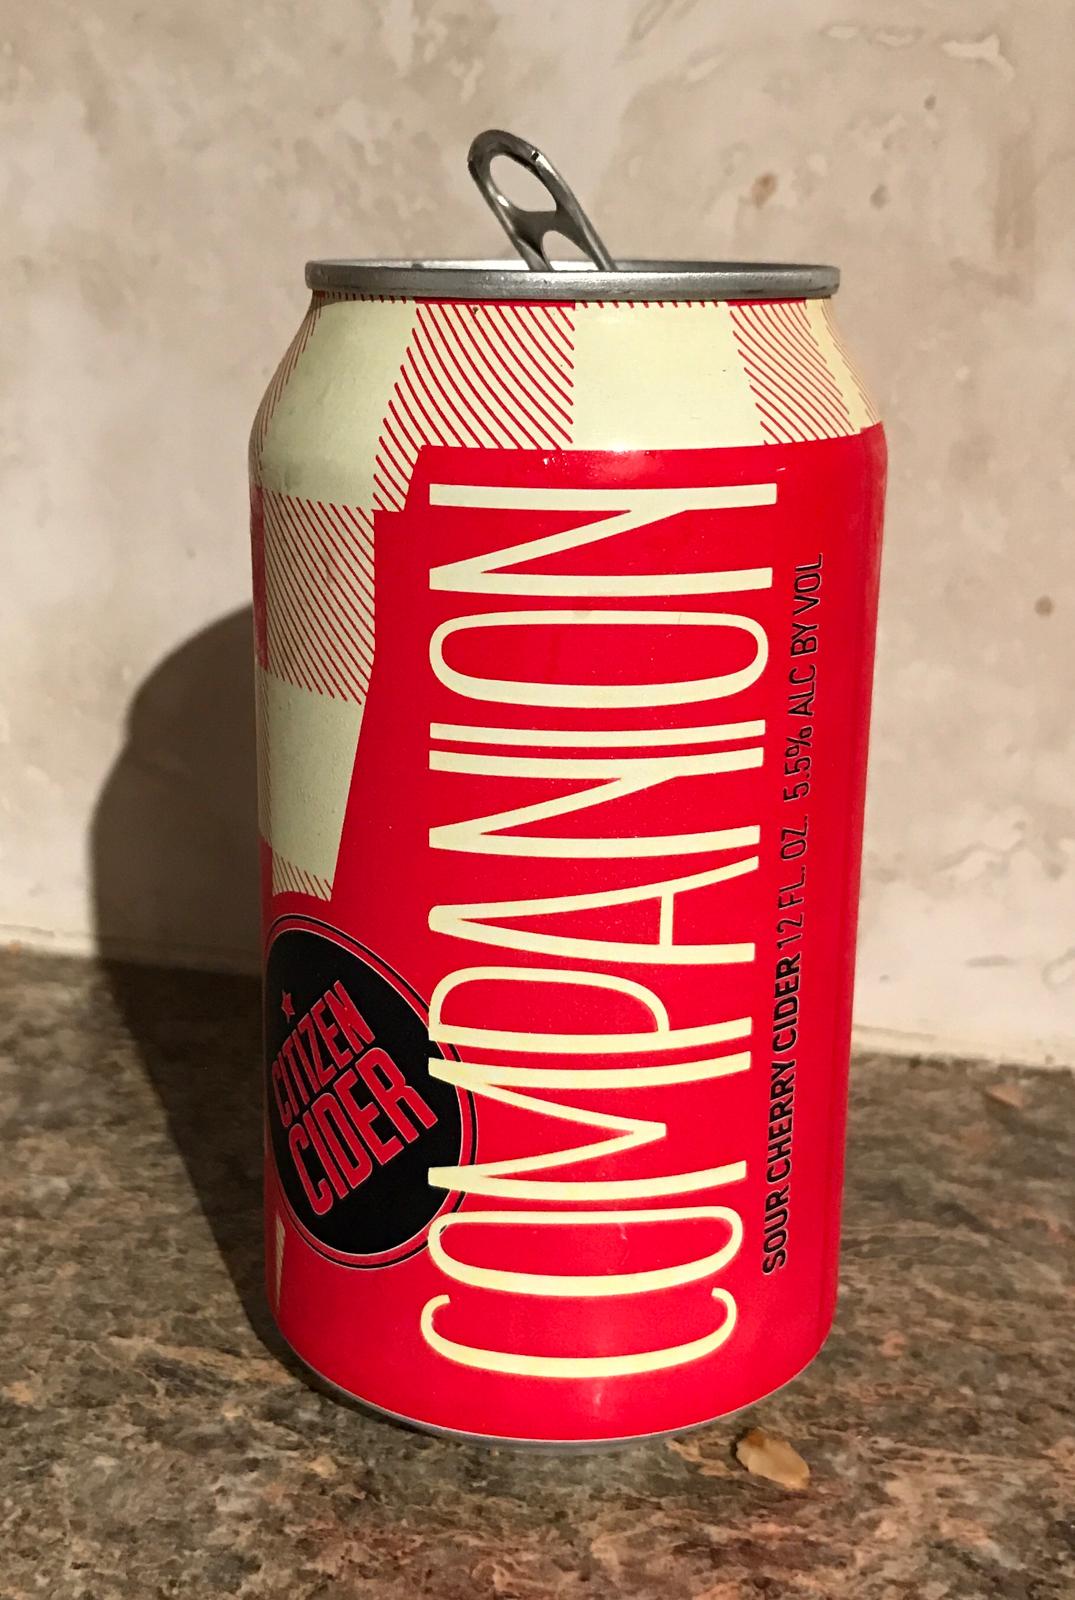 CITIZEN
CIDER
COMPANION
SOUR CHERRY CIDER 12 FL. OZ. 5.5% ALC BY VOL